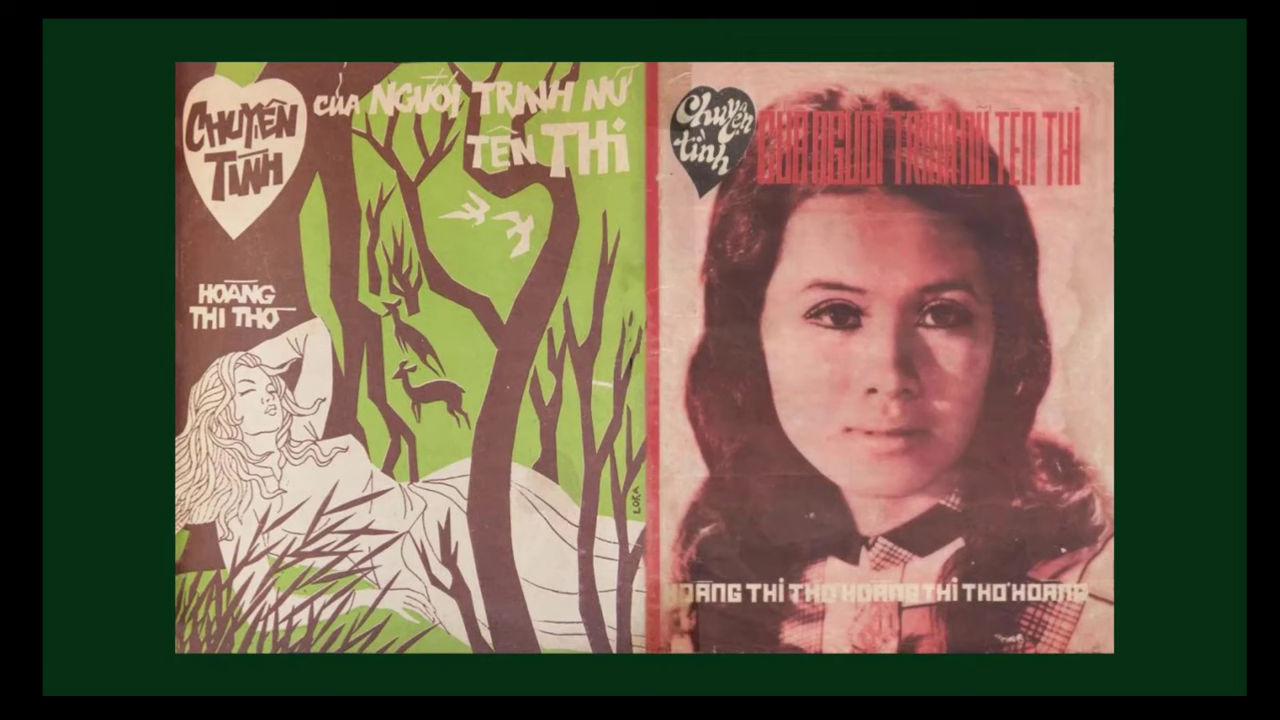 CHUYỆN
TÌNH
CỦA NGƯỜI TRINH NỮ
TÊN THI
HOÀNG
THI THƠ
LOKA
Chuyện
tình
CỦA NGƯỜI TRINH NỮ TÊN THI
HOÀNG THI THƠ HOÀNG THI THƠ HOÀNG